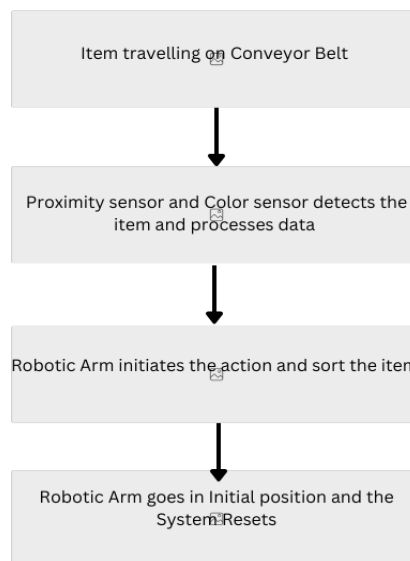 Item travelling on Conveyor Belt
Proximity sensor and Color sensor detects the
item and processes data
Robotic Arm initiates the action and sort the item
Robotic Arm goes in Initial position and the
System Resets